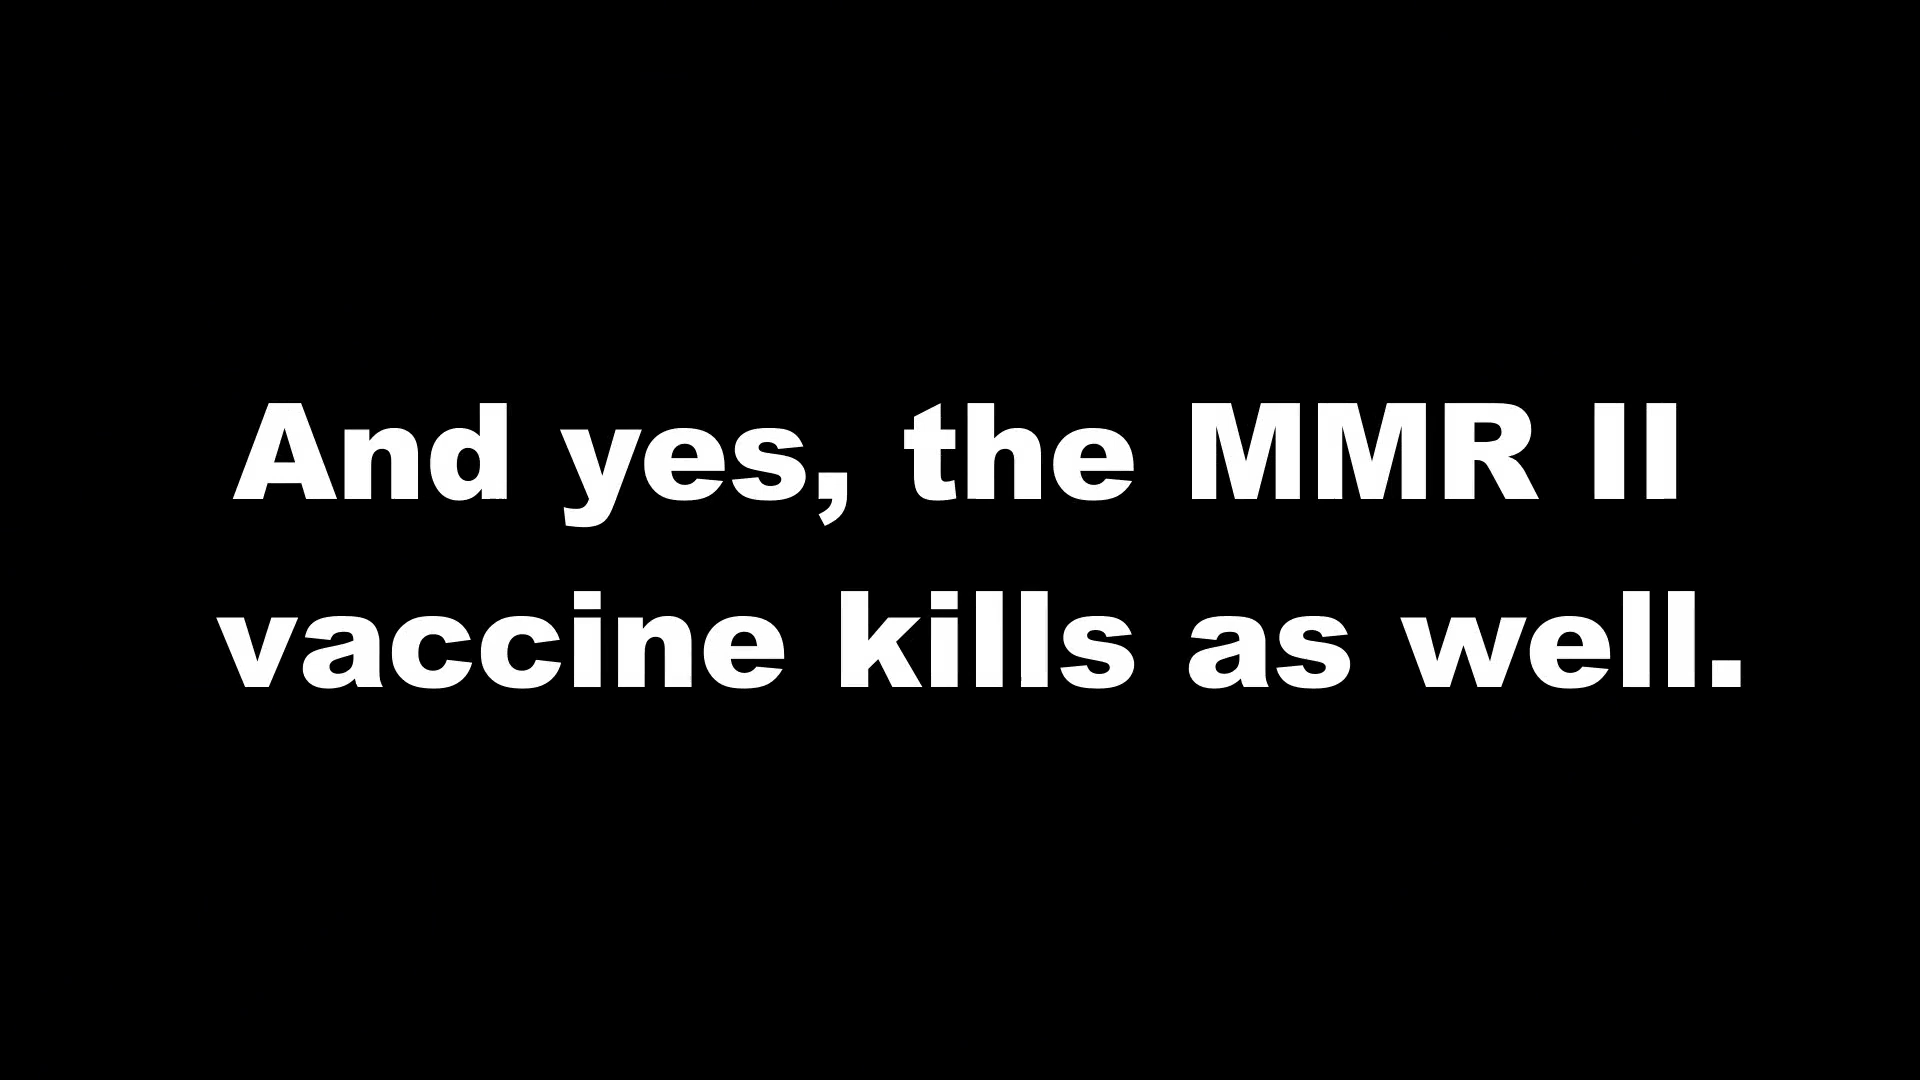 And yes, the MMR II
vaccine kills as well.